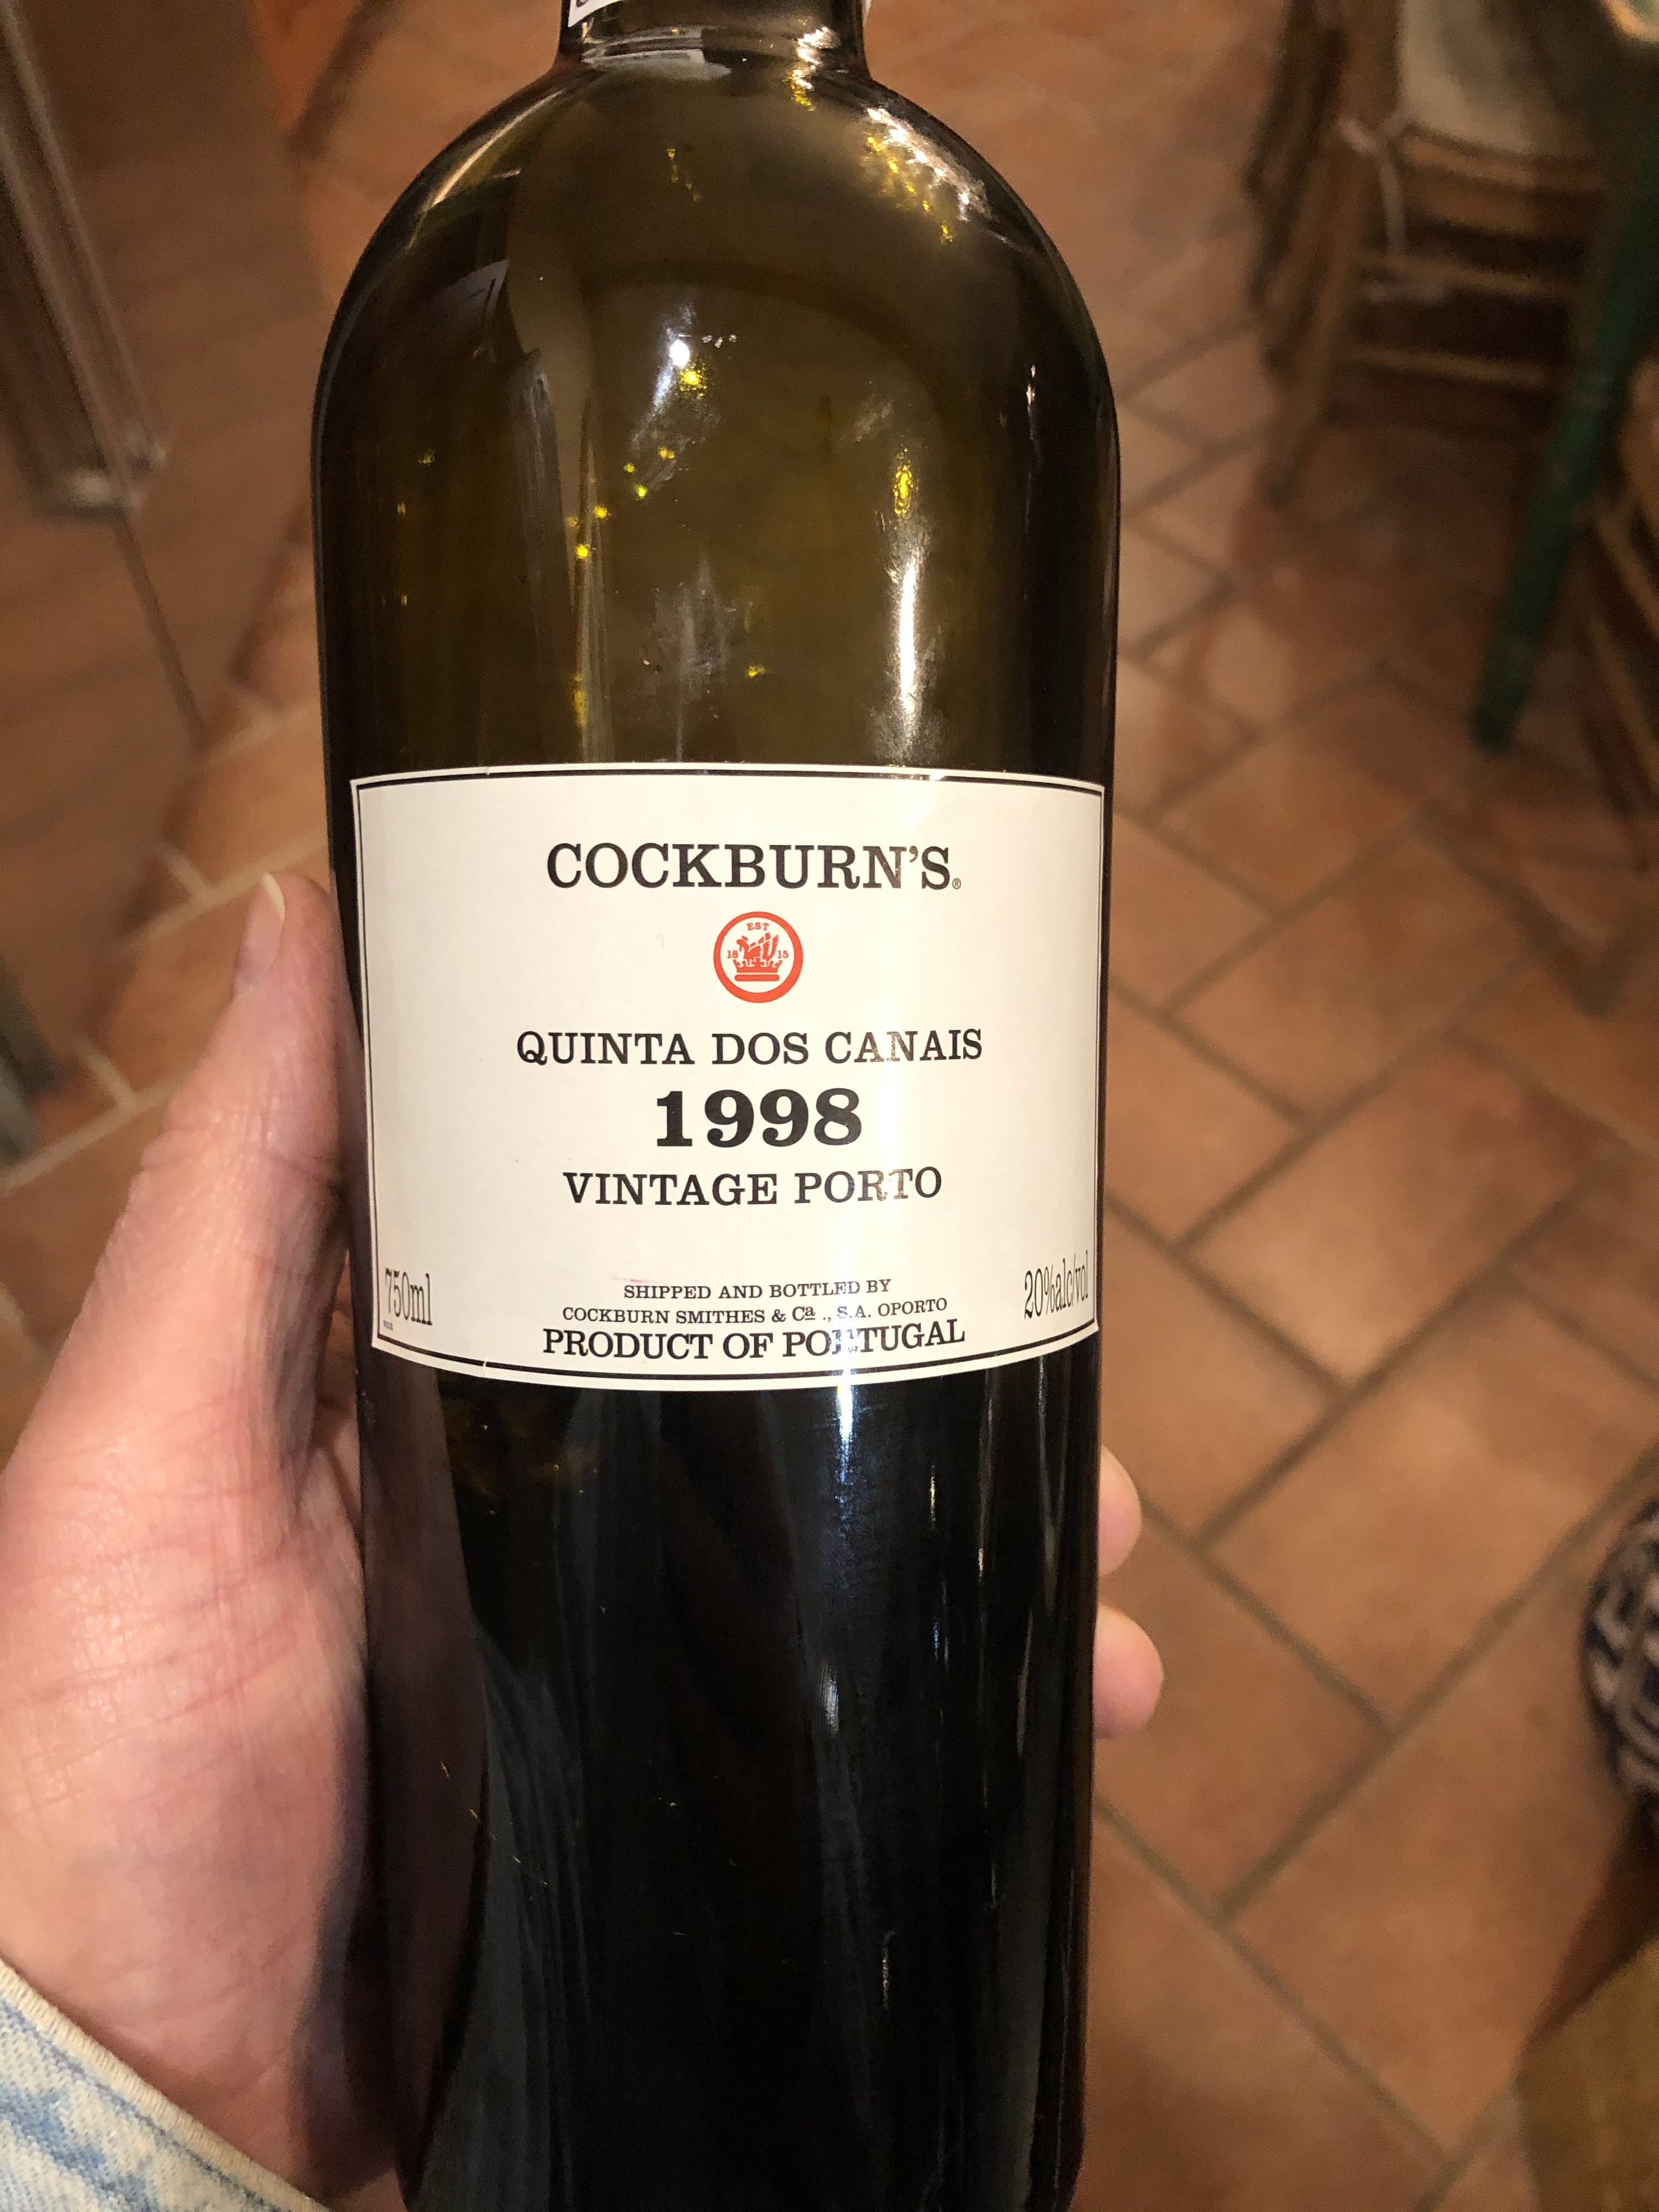 COCKBURN'S®
EST
18 15
QUINTA DOS CANAIS
1998
VINTAGE PORTO
750ml
20%alc/vol
SHIPPED AND BOTTLED BY
COCKBURN SMITHES & Cª ., S.A. OPORTO
PRODUCT OF PORTUGAL